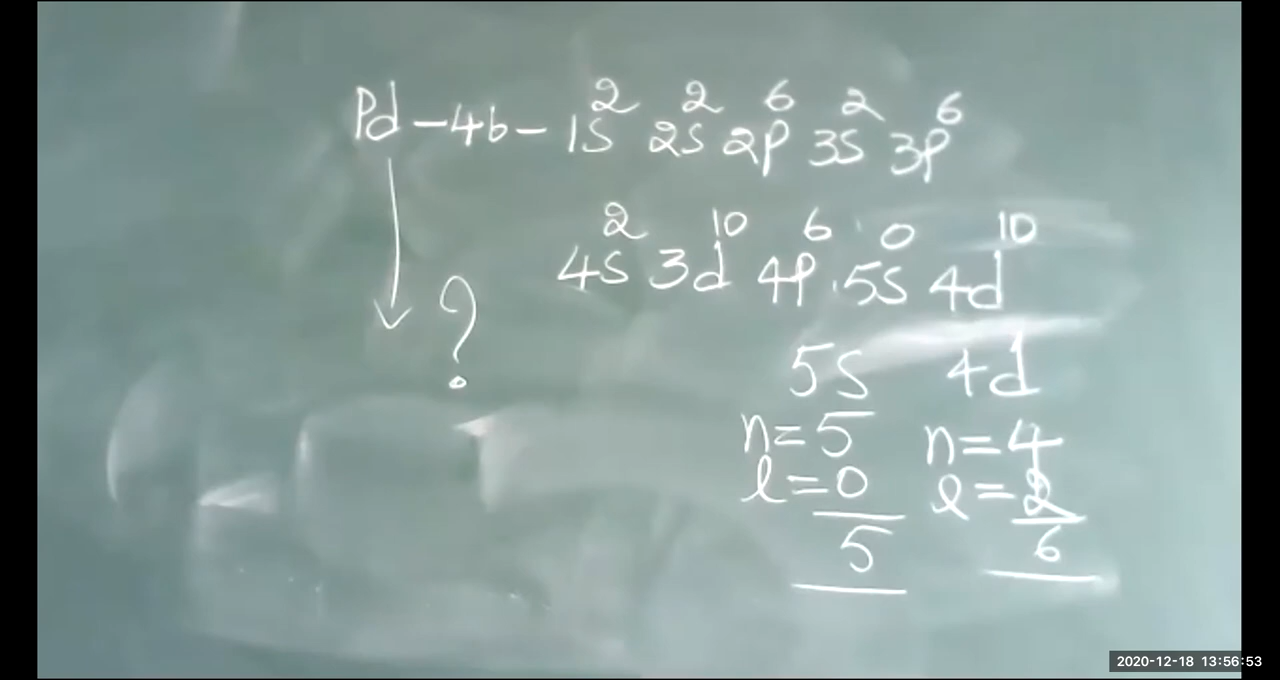 Pd - 46 - 1s² 2s² 2p⁶ 3s² 3p⁶
4s² 3d¹⁰ 4p⁶ 5s⁰ 4d¹⁰
?
5s 4d
n=5 n=4
l=0 l=2
5 6
2020-12-18 13:56:53